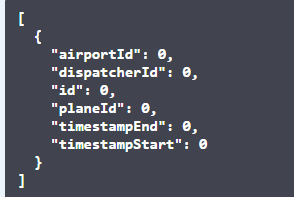 [
  {
    "airportId": 0,
    "dispatcherId": 0,
    "id": 0,
    "planeId": 0,
    "timestampEnd": 0,
    "timestampStart": 0
  }
]